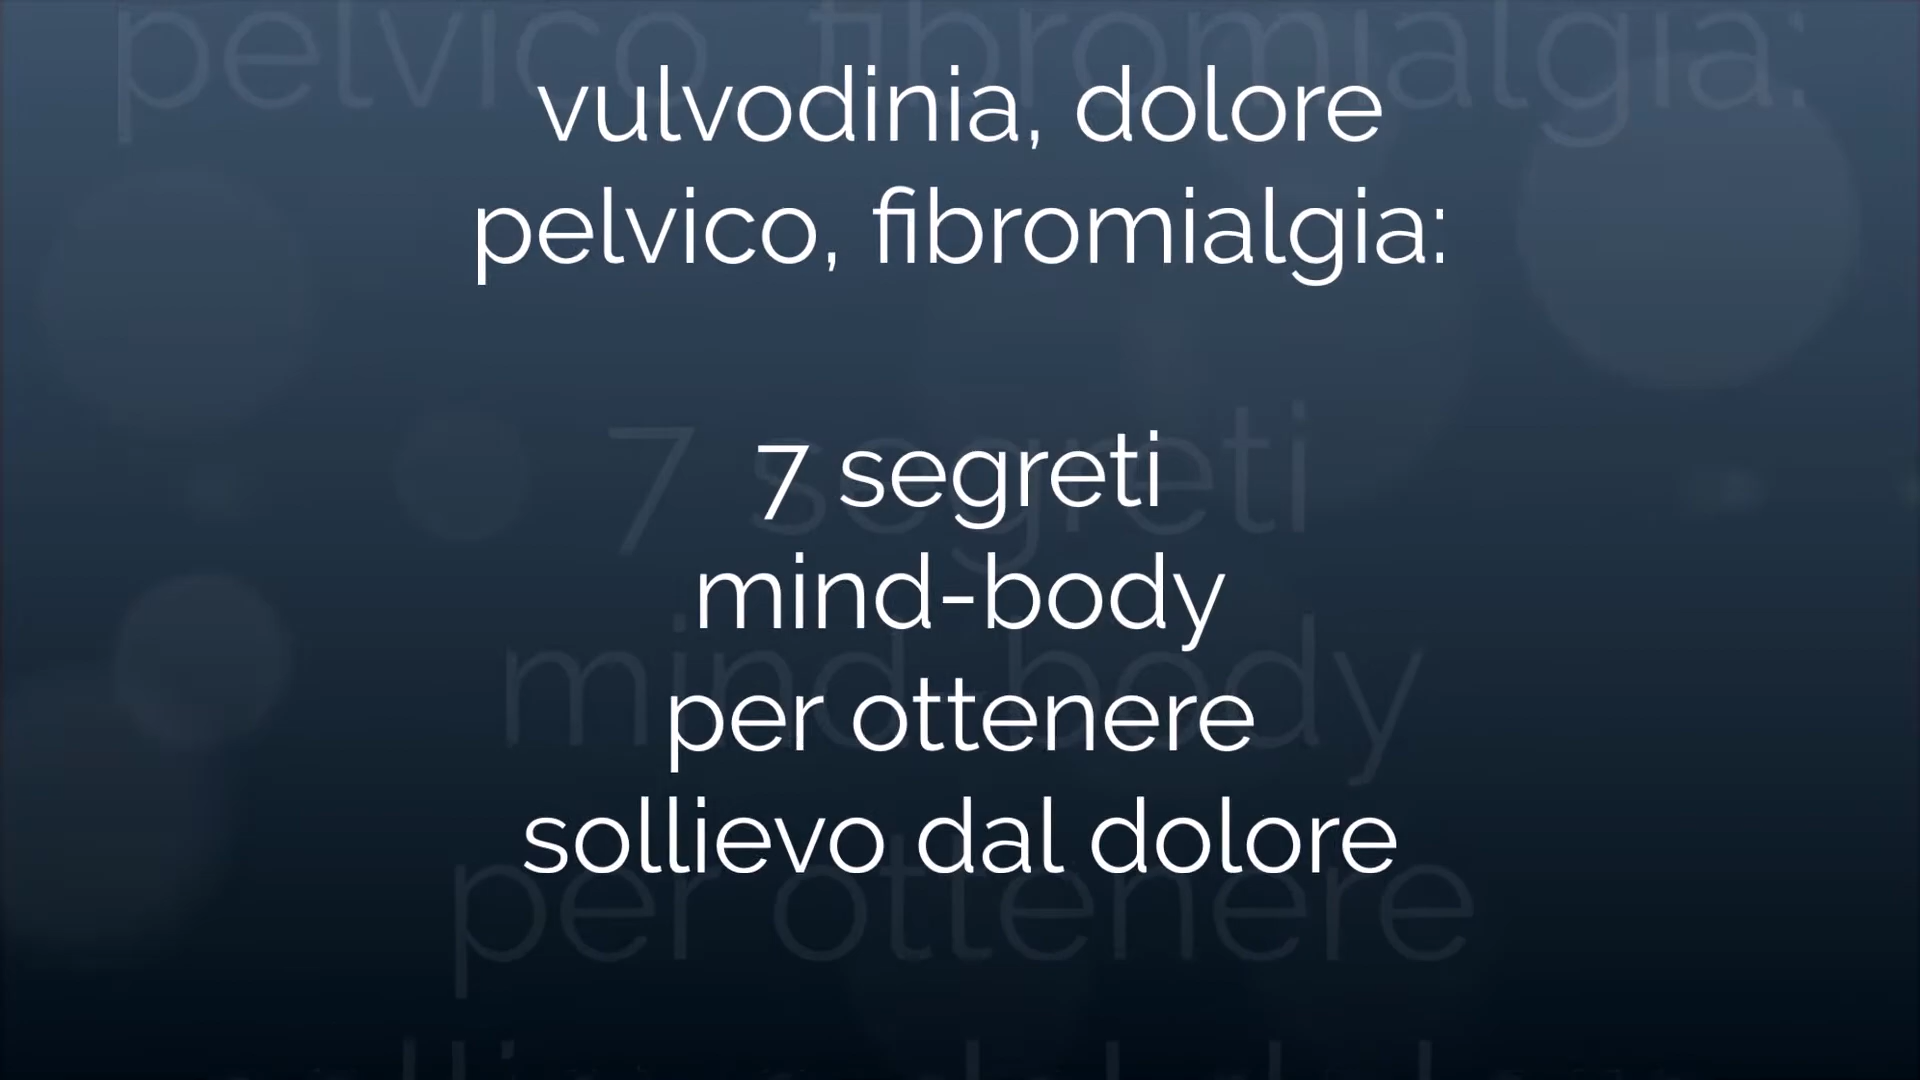 vulvodinia, dolore
pelvico, fibromialgia:
7 segreti
mind-body
per ottenere
sollievo dal dolore